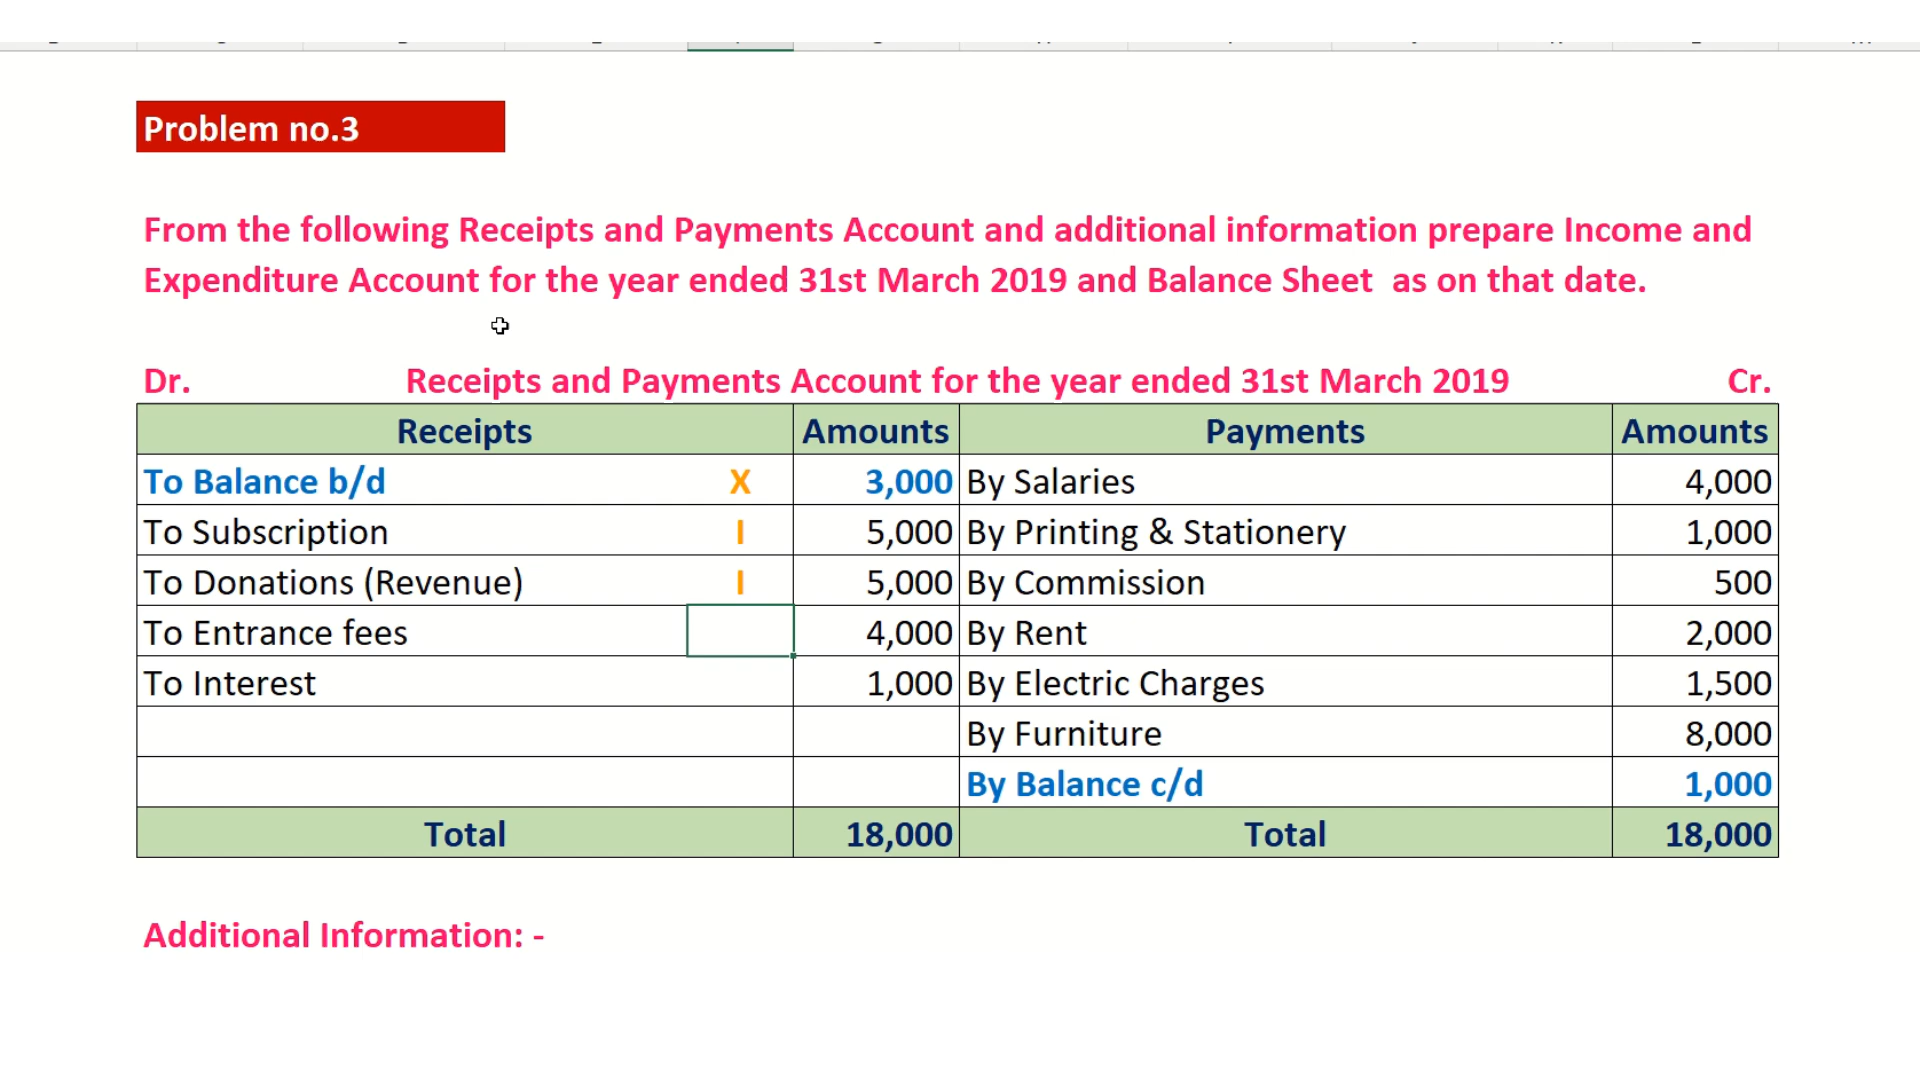 Problem no.3
From the following Receipts and Payments Account and additional information prepare Income and
Expenditure Account for the year ended 31st March 2019 and Balance Sheet as on that date.
Dr. Receipts and Payments Account for the year ended 31st March 2019 Cr.
Receipts Amounts Payments Amounts
To Balance b/d X 3,000 By Salaries 4,000
To Subscription I 5,000 By Printing & Stationery 1,000
To Donations (Revenue) I 5,000 By Commission 500
To Entrance fees 4,000 By Rent 2,000
To Interest 1,000 By Electric Charges 1,500
By Furniture 8,000
By Balance c/d 1,000
Total 18,000 Total 18,000
Additional Information: -